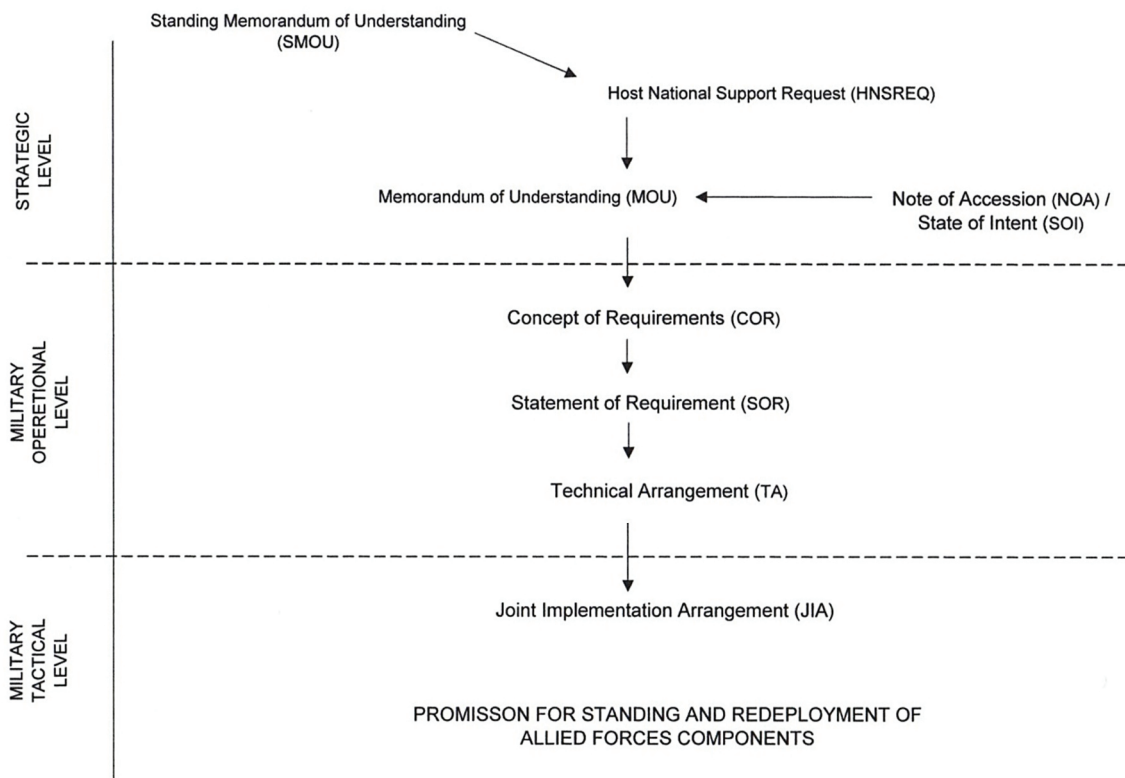 Standing Memorandum of Understanding
(SMOU)
Host National Support Request (HNSREQ)
STRATEGIC
LEVEL
Memorandum of Understanding (MOU)
Note of Accession (NOA) /
State of Intent (SOI)
Concept of Requirements (COR)
MILITARY
OPERETIONAL
LEVEL
Statement of Requirement (SOR)
Technical Arrangement (TA)
Joint Implementation Arrangement (JIA)
MILITARY
TACTICAL
LEVEL
PROMISSON FOR STANDING AND REDEPLOYMENT OF
ALLIED FORCES COMPONENTS